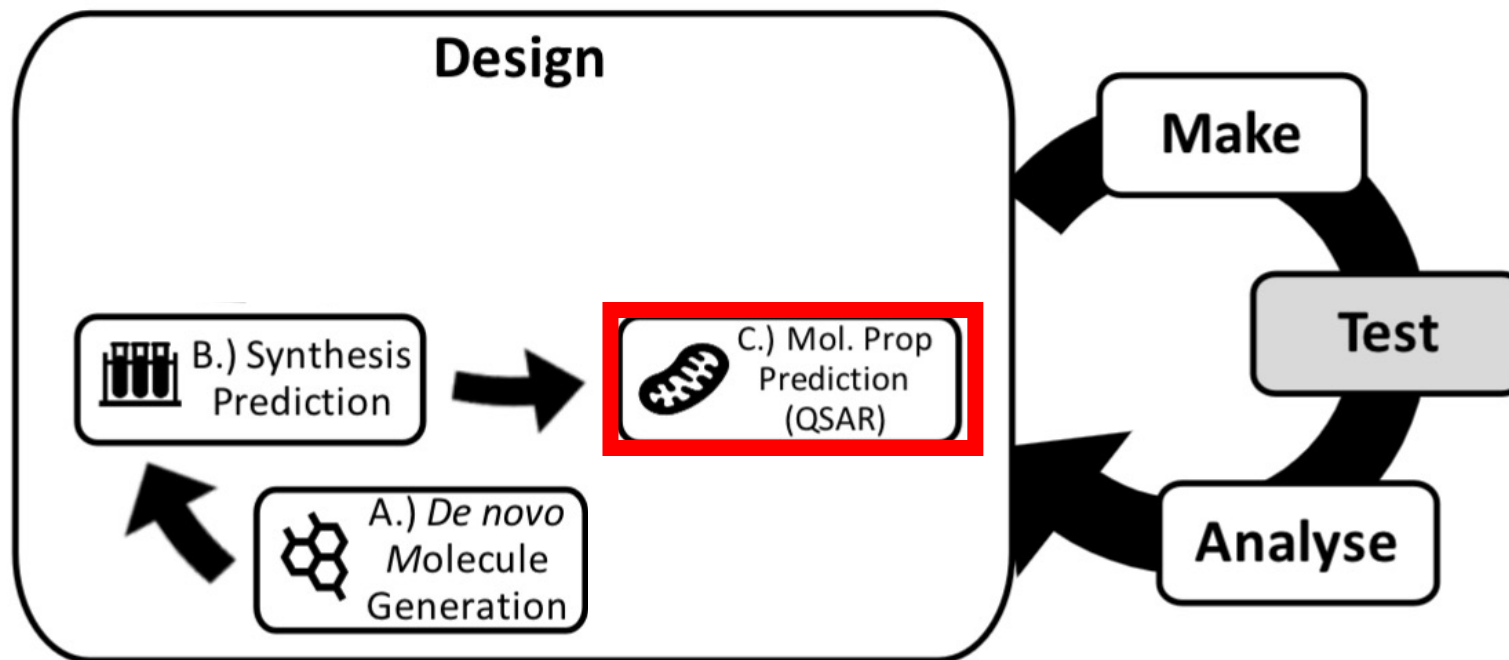 Design
Make
Test
Analyse
B.) Synthesis
Prediction
C.) Mol. Prop
Prediction
(QSAR)
A.) De novo
Molecule
Generation